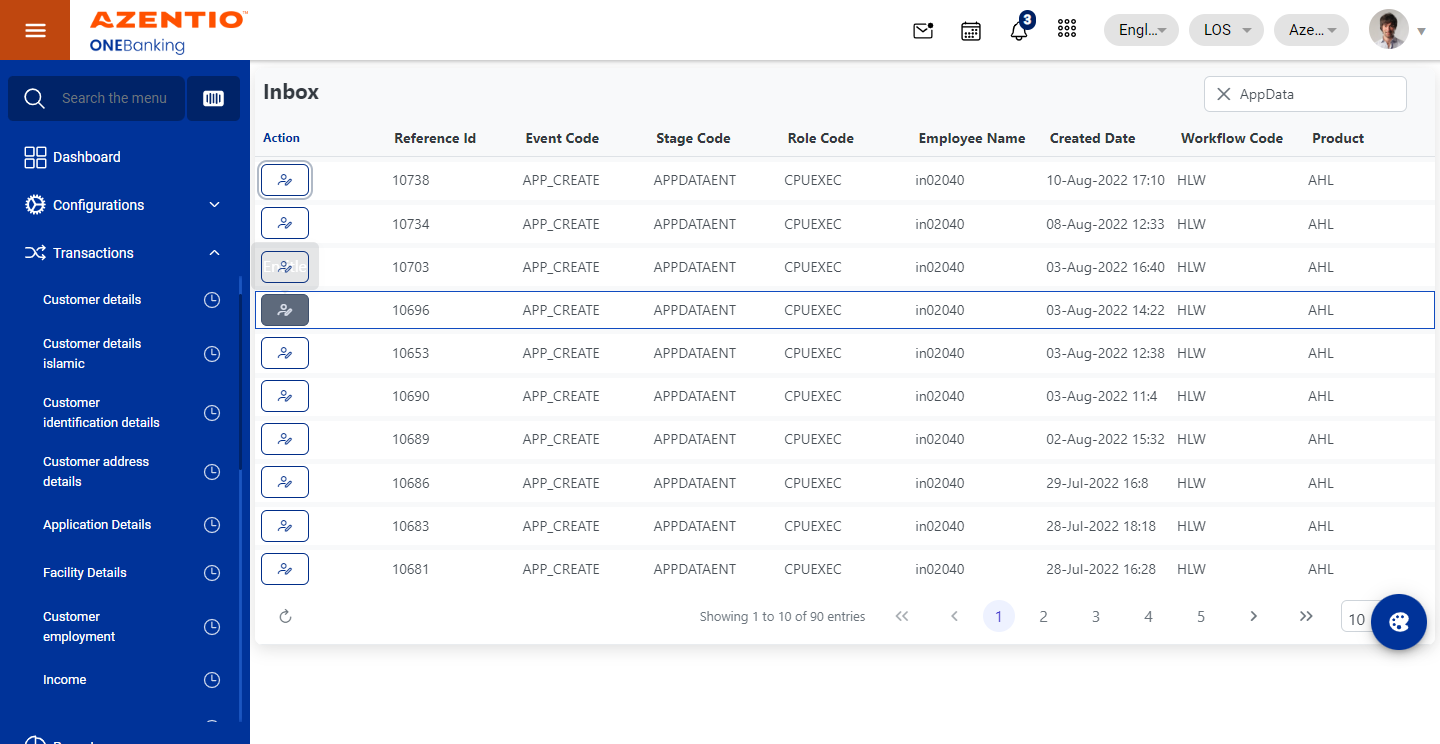 AZENTIO™
ONEBanking
3
Engl...
LOS
Aze...
Search the menu
Dashboard
Configurations
Transactions
Customer details
Customer details
islamic
Customer
identification details
Customer address
details
Application Details
Facility Details
Customer
employment
Income
Inbox
AppData
Action Reference Id Event Code Stage Code Role Code Employee Name Created Date Workflow Code Product
10738 APP_CREATE APPDATAENT CPUEXEC in02040 10-Aug-2022 17:10 HLW AHL
10734 APP_CREATE APPDATAENT CPUEXEC in02040 08-Aug-2022 12:33 HLW AHL
10703 APP_CREATE APPDATAENT CPUEXEC in02040 03-Aug-2022 16:40 HLW AHL
10696 APP_CREATE APPDATAENT CPUEXEC in02040 03-Aug-2022 14:22 HLW AHL
10653 APP_CREATE APPDATAENT CPUEXEC in02040 03-Aug-2022 12:38 HLW AHL
10690 APP_CREATE APPDATAENT CPUEXEC in02040 03-Aug-2022 11:4 HLW AHL
10689 APP_CREATE APPDATAENT CPUEXEC in02040 02-Aug-2022 15:32 HLW AHL
10686 APP_CREATE APPDATAENT CPUEXEC in02040 29-Jul-2022 16:8 HLW AHL
10683 APP_CREATE APPDATAENT CPUEXEC in02040 28-Jul-2022 18:18 HLW AHL
10681 APP_CREATE APPDATAENT CPUEXEC in02040 28-Jul-2022 16:28 HLW AHL
Showing 1 to 10 of 90 entries 1 2 3 4 5 10